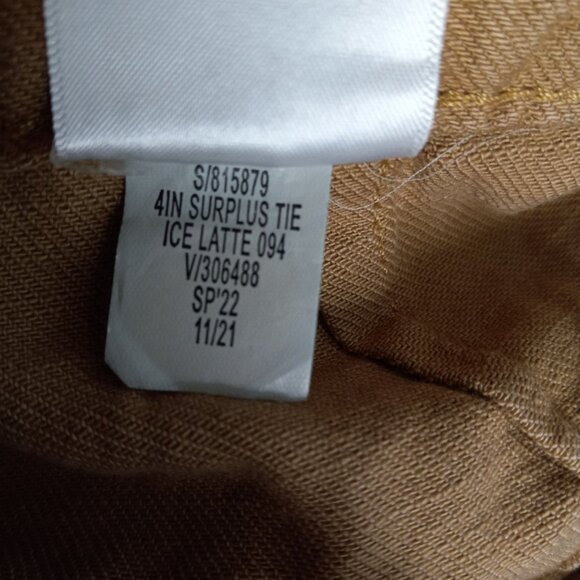 S/815879
4IN SURPLUS TIE
ICE LATTE 094
V/306488
SP'22
11/21